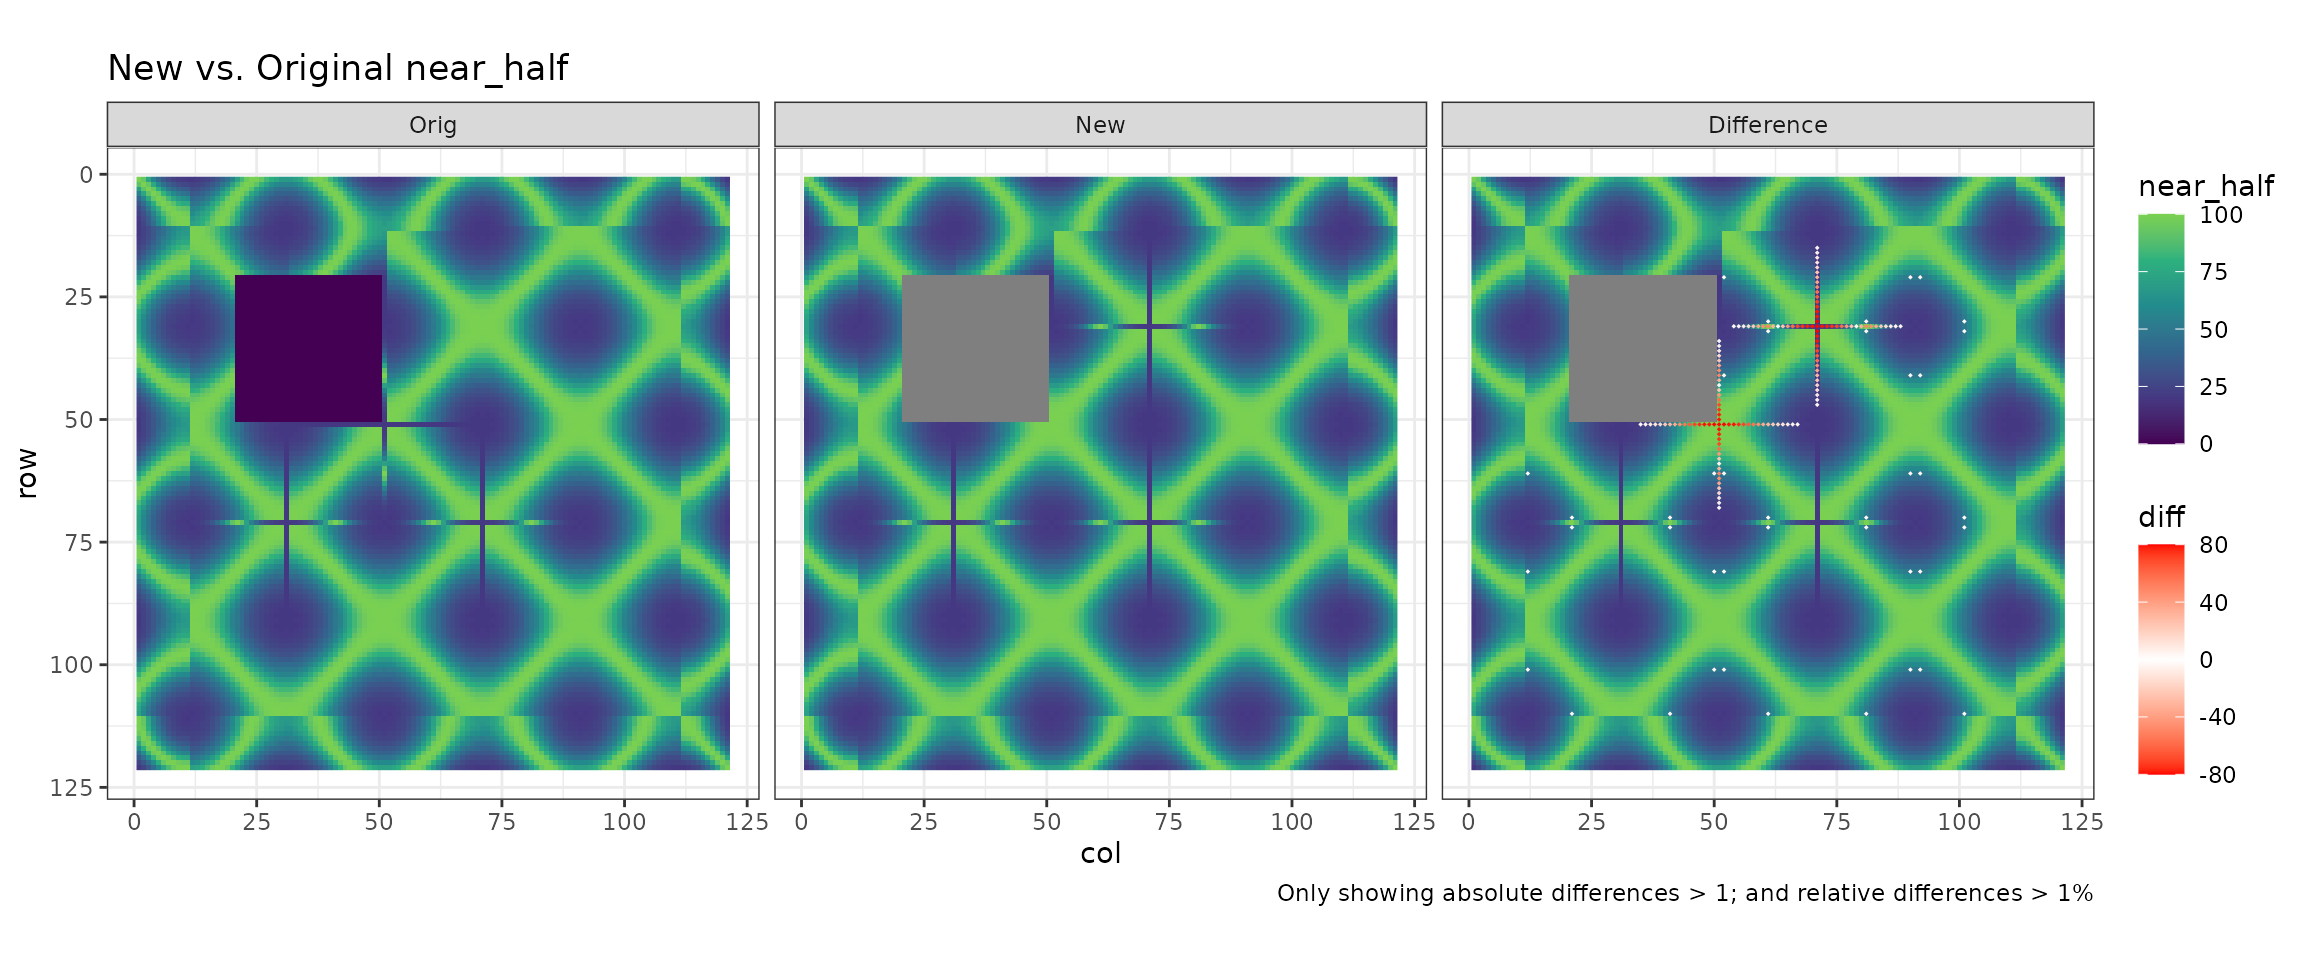 New vs. Original near_half
Orig
New
Difference
row
0
25
50
75
100
125
0 25 50 75 100 125
0 25 50 75 100 125
0 25 50 75 100 125
col
near_half
100
75
50
25
0
diff
80
40
0
-40
-80
Only showing absolute differences > 1; and relative differences > 1%